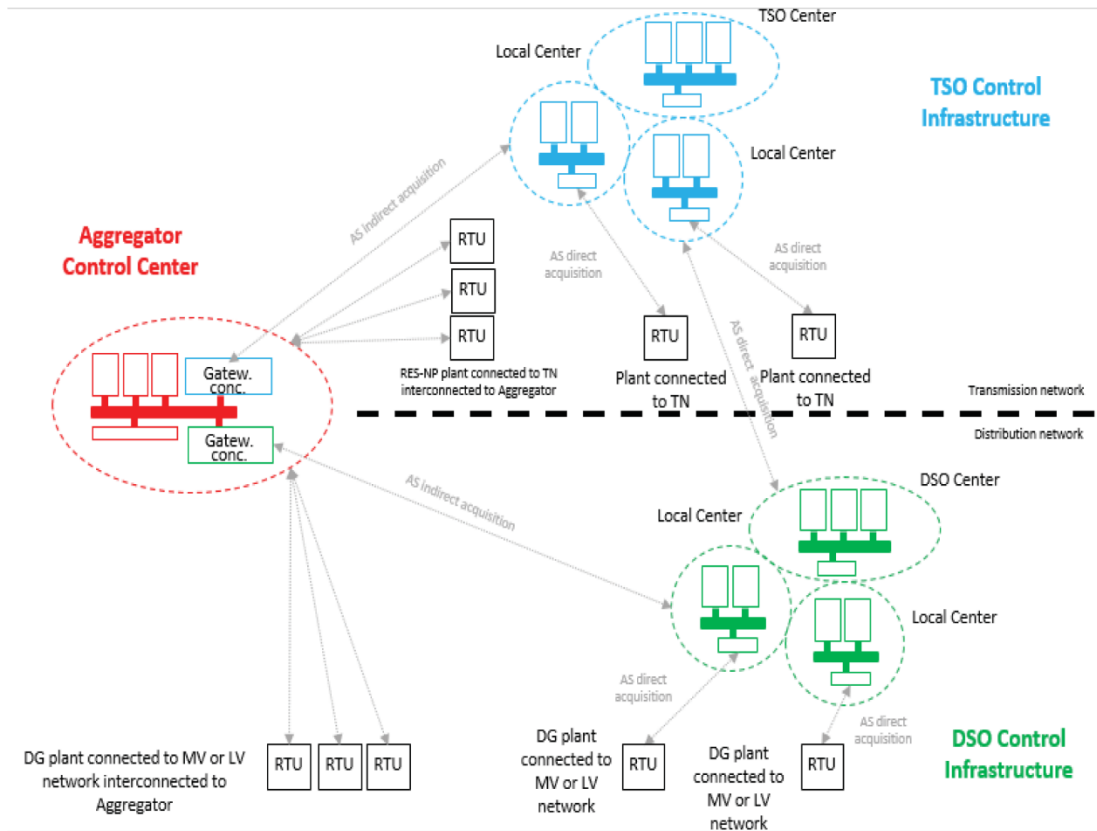 TSO Center
Local Center
TSO Control
Infrastructure
Local Center
AS indirect acquisition
Aggregator
Control Center
RTU
RTU
RTU
AS direct
acquisition
AS direct
acquisition
RTU
RTU
AS direct acquisition
Gatew.
conc.
RES-NP plant connected to TN
interconnected to Aggregator
Plant connected
to TN
Plant connected
to TN
Transmission network
Distribution network
Gatew.
conc.
AS indirect acquisition
DSO Center
Local Center
Local Center
AS direct
acquisition
AS direct
acquisition
DG plant connected to MV or LV
network interconnected to
Aggregator
RTU
RTU
RTU
DG plant
connected to
MV or LV
network
RTU
DG plant
connected to
MV or LV
network
RTU
DSO Control
Infrastructure